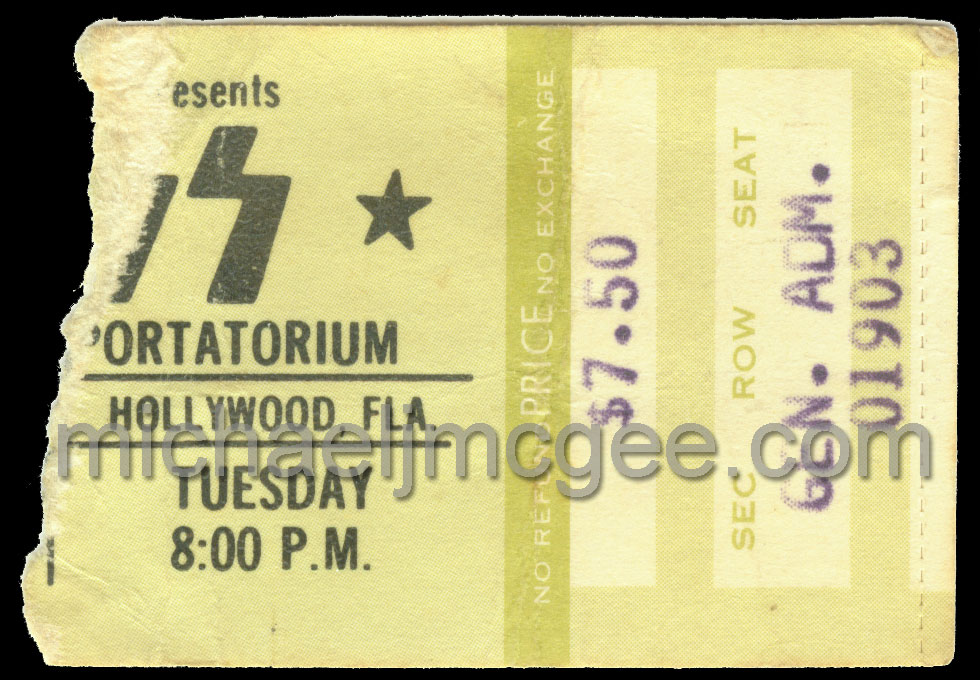 esents
'ORTATORIUM
HOLLYWOOD, FLA.
TUESDAY
8:00 P.M.
NO REFUND PRICE NO EXCHANGE
$7.50
SEC ROW SEAT
GEN. ADM.
01903
michaeljmcgee.com